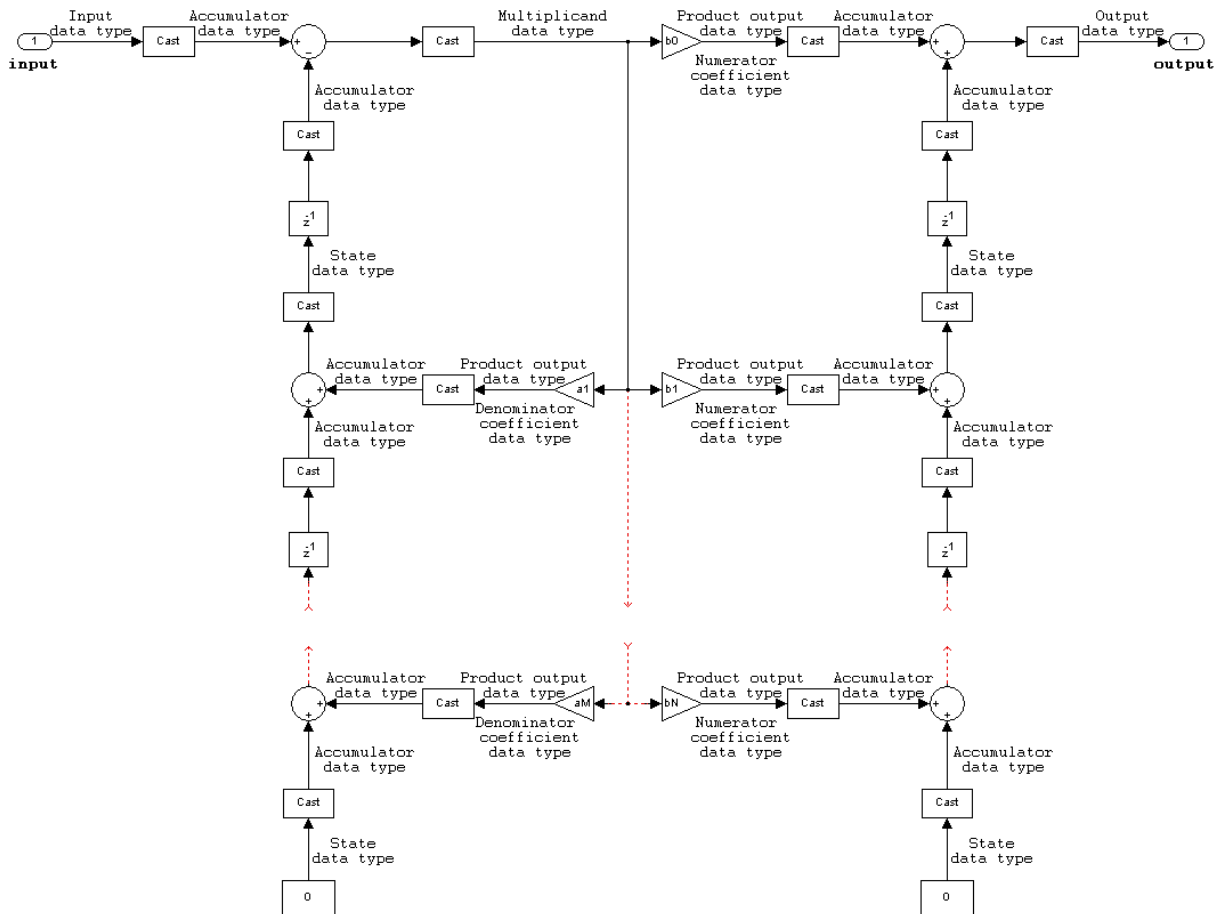 Input
data type
Accumulator
data type
Multiplicand
data type
Product output
data type
Accumulator
data type
Output
data type
1
Cast
+
−
Cast
b0
Cast
+
+
Cast
1
input
output
Numerator
coefficient
data type
Accumulator
data type
Accumulator
data type
Cast
Cast
z-1
z-1
State
data type
State
data type
Cast
Cast
Accumulator
data type
Product output
data type
Product output
data type
Accumulator
data type
+
+
Cast
a1
b1
Cast
+
+
Denominator
coefficient
data type
Numerator
coefficient
data type
Accumulator
data type
Accumulator
data type
Cast
Cast
z-1
z-1
Accumulator
data type
Product output
data type
Product output
data type
Accumulator
data type
+
+
Cast
aM
bN
Cast
+
+
Denominator
coefficient
data type
Numerator
coefficient
data type
Accumulator
data type
Accumulator
data type
Cast
Cast
State
data type
State
data type
0
0